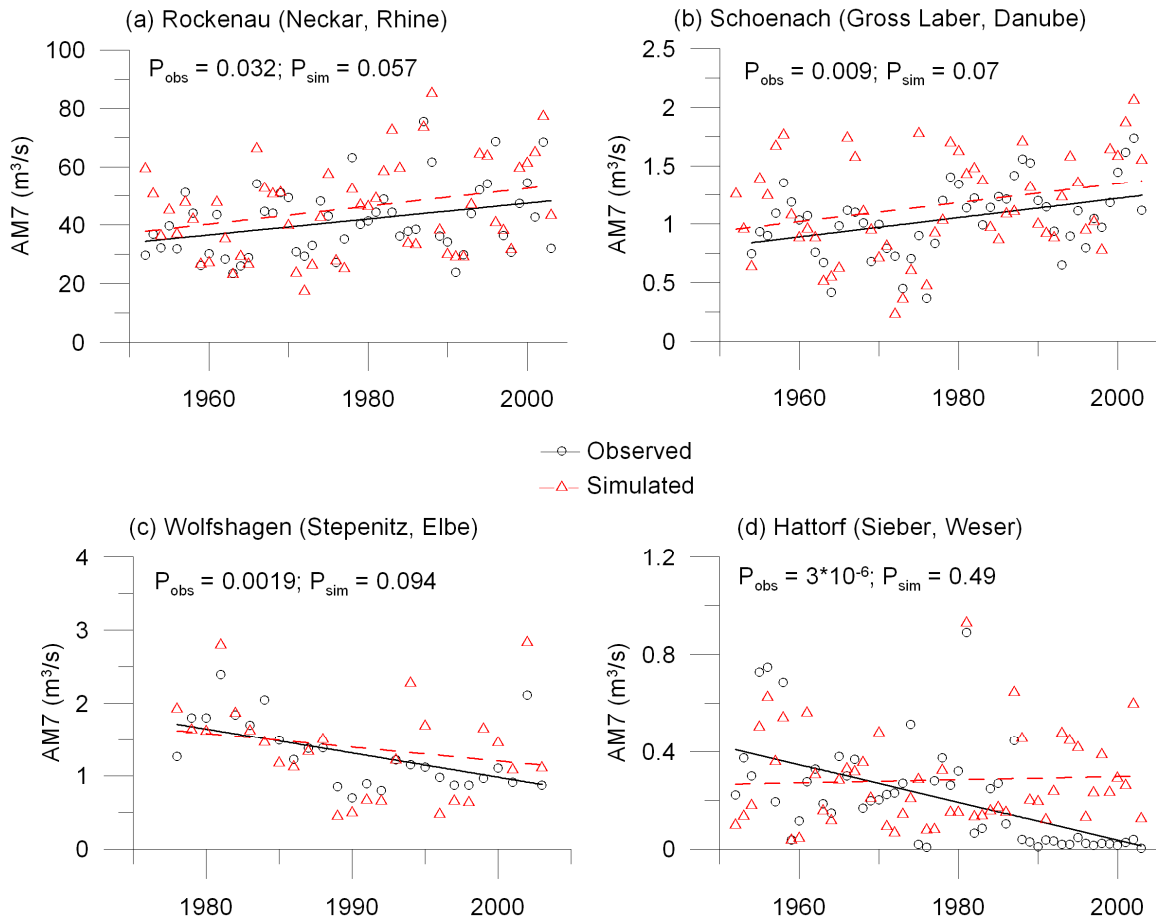 (a) Rockenau (Neckar, Rhine)
P_obs = 0.032; P_sim = 0.057
AM7 (m³/s)
100
80
60
40
20
0
1960
1980
2000
(b) Schoenach (Gross Laber, Danube)
P_obs = 0.009; P_sim = 0.07
AM7 (m³/s)
2.5
2
1.5
1
0.5
0
1960
1980
2000
Observed
Simulated
(c) Wolfshagen (Stepenitz, Elbe)
P_obs = 0.0019; P_sim = 0.094
AM7 (m³/s)
4
3
2
1
0
1980
1990
2000
(d) Hattorf (Sieber, Weser)
P_obs = 3*10⁻⁶; P_sim = 0.49
AM7 (m³/s)
1.2
0.8
0.4
0
1960
1980
2000